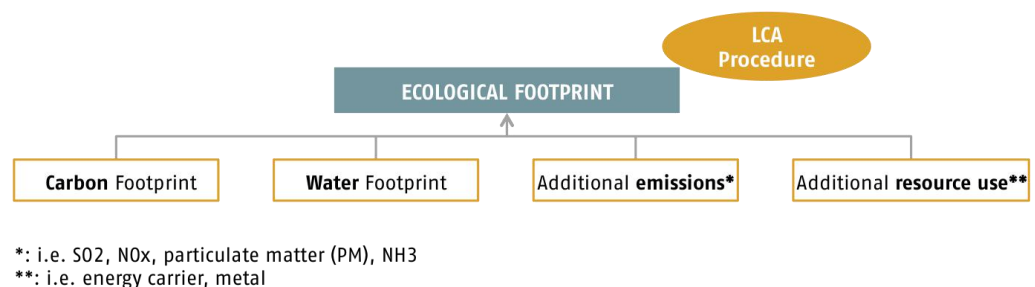 LCA
Procedure
ECOLOGICAL FOOTPRINT
Carbon Footprint
Water Footprint
Additional emissions*
Additional resource use**
*: i.e. SO2, NOx, particulate matter (PM), NH3
**: i.e. energy carrier, metal